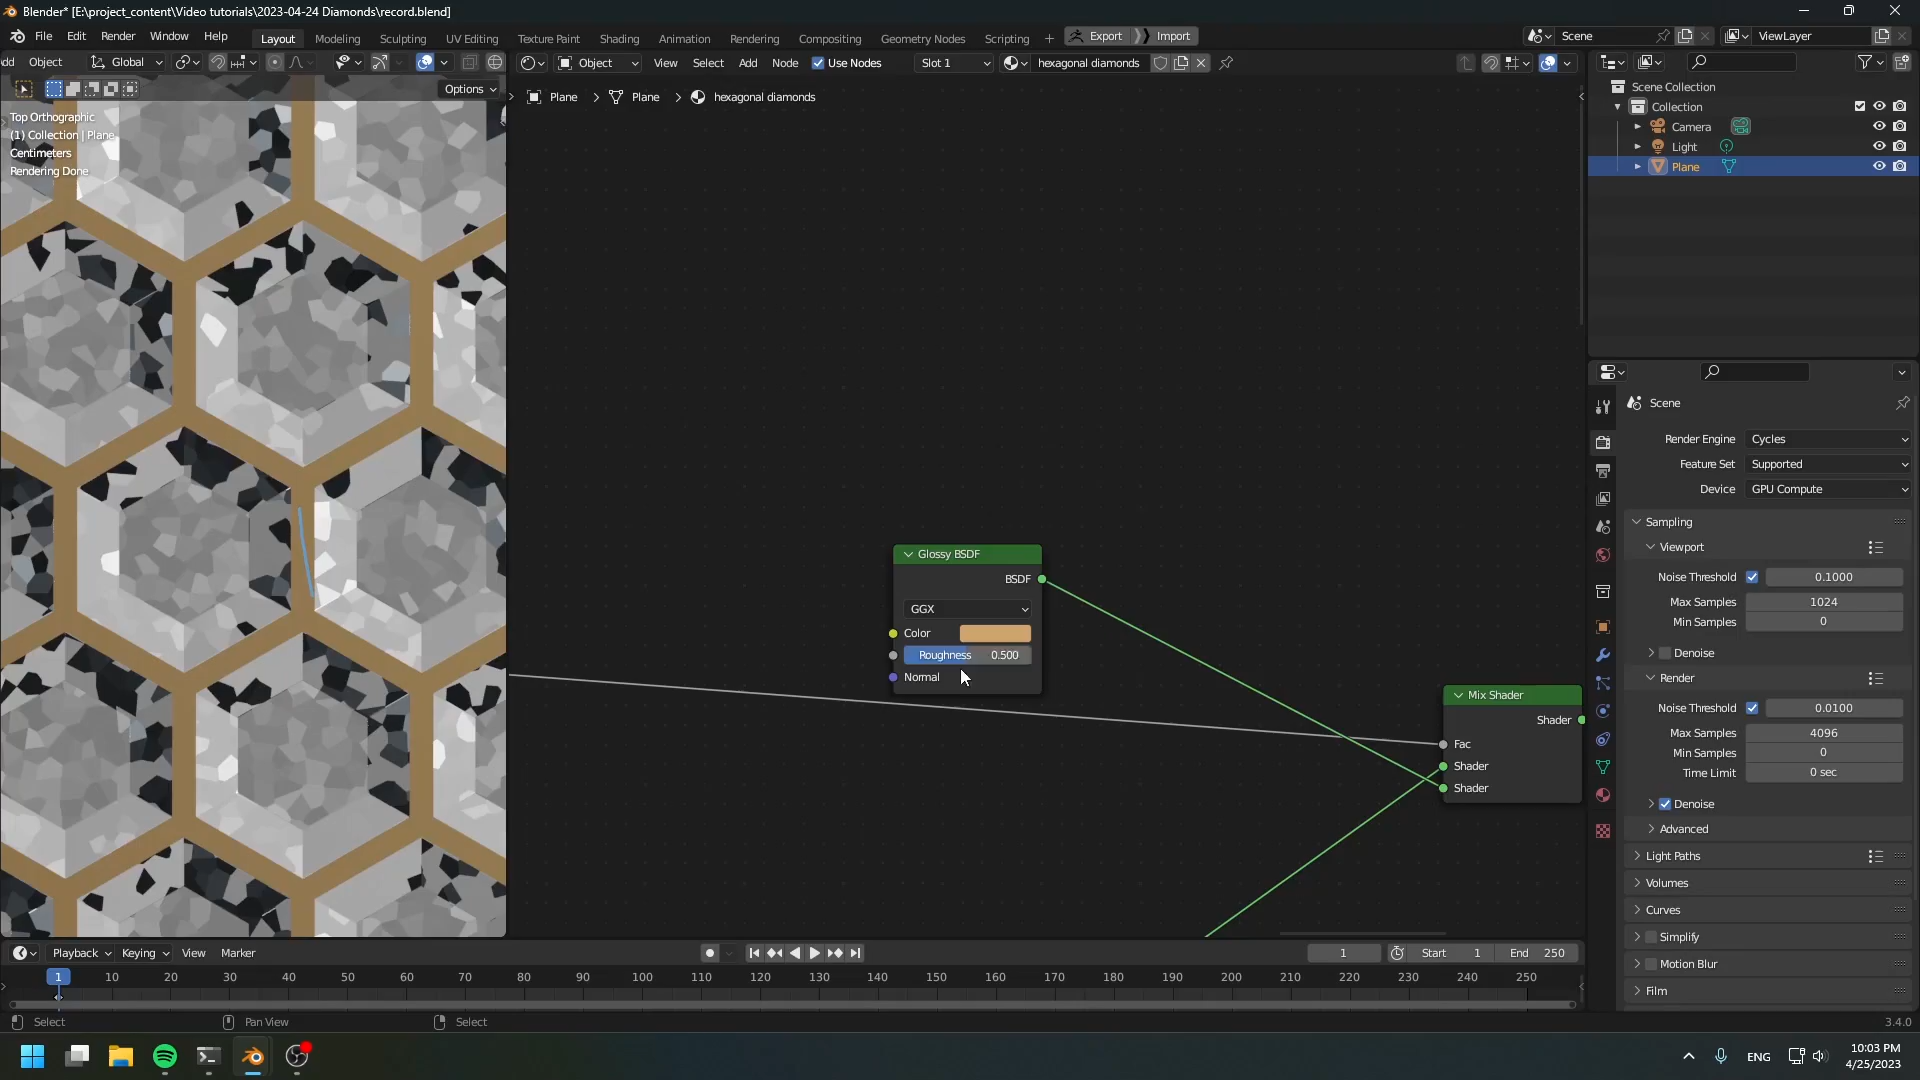 Blender* [E:\project_content\Video tutorials\2023-04-24 Diamonds\record.blend]
File Edit Render Window Help Layout Modeling Sculpting UV Editing Texture Paint Shading Animation Rendering Compositing Geometry Nodes Scripting + Export Import Scene ViewLayer
dd Object Global Object View Select Add Node Use Nodes Slot 1 hexagonal diamonds
Options
Plane > Plane > hexagonal diamonds
Top Orthographic
(1) Collection | Plane
Centimeters
Rendering Done
Scene Collection
Collection
Camera
Light
Plane
Scene
Render Engine Cycles
Feature Set Supported
Device GPU Compute
Sampling
Viewport
Noise Threshold 0.1000
Max Samples 1024
Min Samples 0
Denoise
Render
Noise Threshold 0.0100
Max Samples 4096
Min Samples 0
Time Limit 0 sec
Denoise
Advanced
Light Paths
Volumes
Curves
Simplify
Motion Blur
Film
Glossy BSDF
BSDF
GGX
Color
Roughness 0.500
Normal
Mix Shader
Shader
Fac
Shader
Shader
Playback Keying View Marker 1 Start 1 End 250
1 10 20 30 40 50 60 70 80 90 100 110 120 130 140 150 160 170 180 190 200 210 220 230 240 250
Select Pan View Select 3.4.0
ENG 10:03 PM
4/25/2023